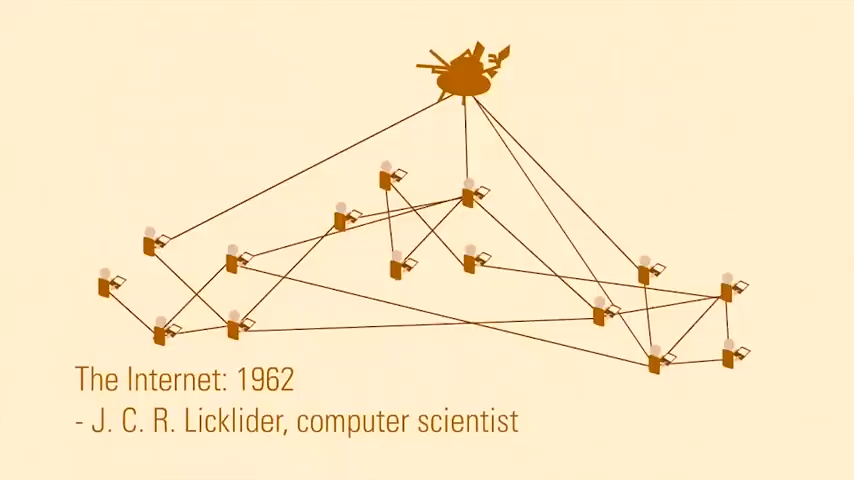 The Internet: 1962
- J. C. R. Licklider, computer scientist